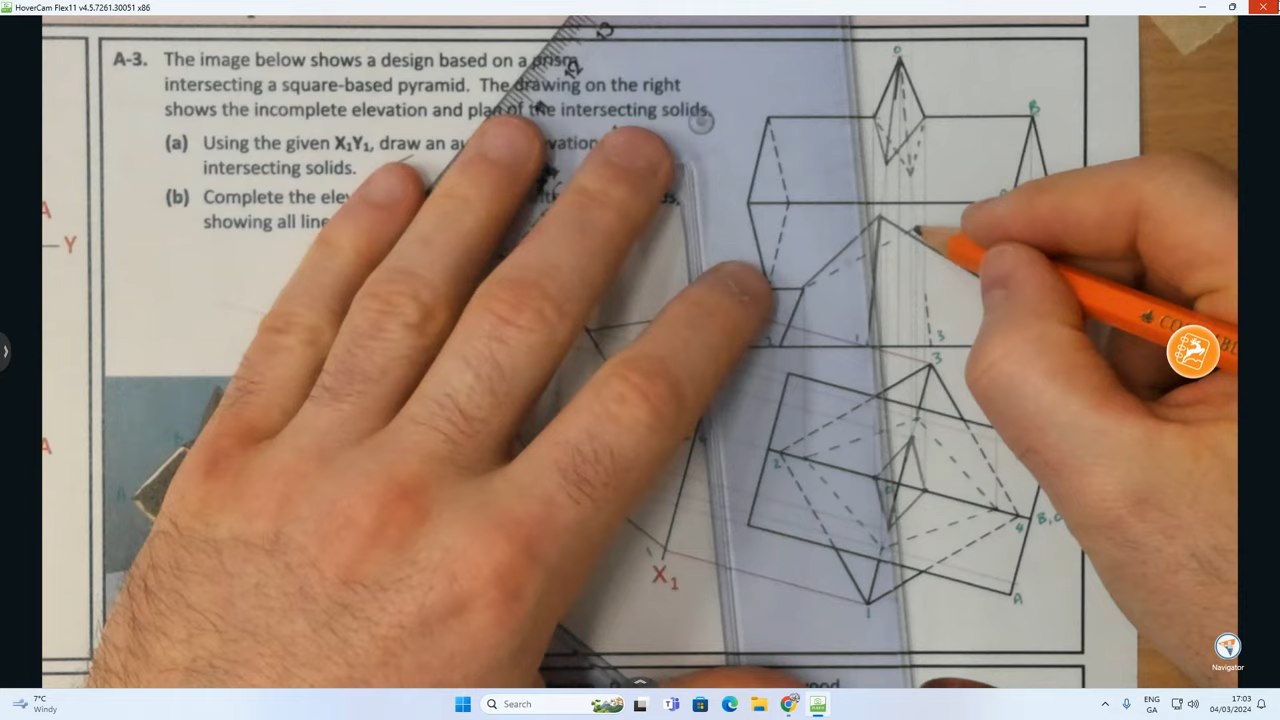 HoverCam Flex11 v4.5.7261.30051 x86
A-3. The image below shows a design based on a prism
intersecting a square-based pyramid. The drawing on the right
shows the incomplete elevation and plan of the intersecting solids.
(a) Using the given X₁Y₁, draw an
intersecting solids.
(b) Complete the
showing all
A
Y
A
13
12
O
B
1
3
3
2
O
4
B,
A
1
X₁
B
A
7°C
Windy
Search
ENG
GA
17:03
04/03/2024
Navigator